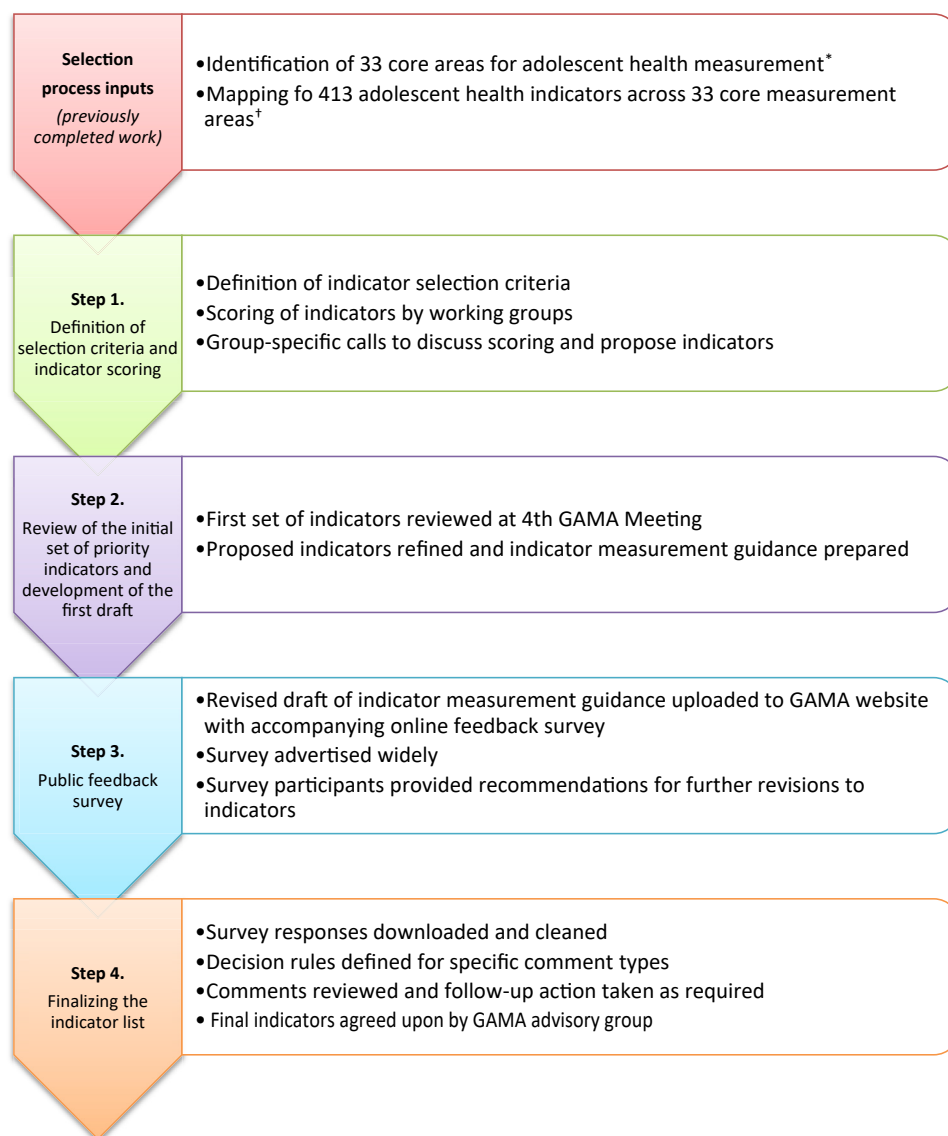 Selection
process inputs
(previously
completed work)
•Identification of 33 core areas for adolescent health measurement*
•Mapping fo 413 adolescent health indicators across 33 core measurement
areas†
Step 1.
Definition of
selection criteria and
indicator scoring
•Definition of indicator selection criteria
•Scoring of indicators by working groups
•Group-specific calls to discuss scoring and propose indicators
Step 2.
Review of the initial
set of priority
indicators and
development of the
first draft
•First set of indicators reviewed at 4th GAMA Meeting
•Proposed indicators refined and indicator measurement guidance prepared
Step 3.
Public feedback
survey
•Revised draft of indicator measurement guidance uploaded to GAMA website
with accompanying online feedback survey
•Survey advertised widely
•Survey participants provided recommendations for further revisions to
indicators
Step 4.
Finalizing the
indicator list
•Survey responses downloaded and cleaned
•Decision rules defined for specific comment types
•Comments reviewed and follow-up action taken as required
• Final indicators agreed upon by GAMA advisory group